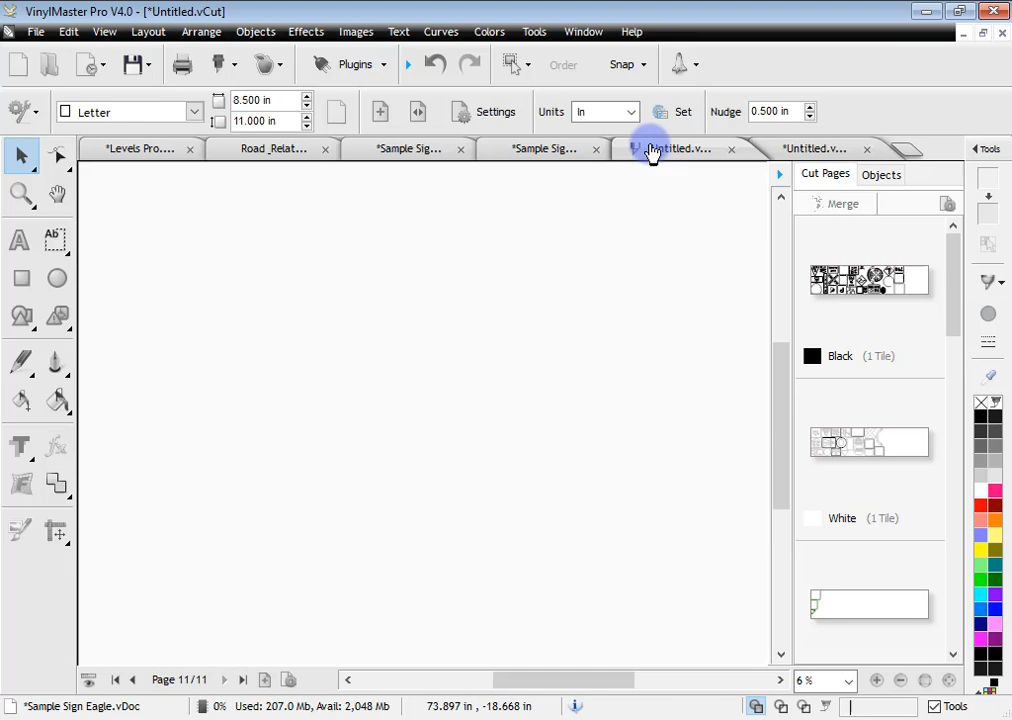 VinylMaster Pro V4.0 - [*Untitled.vCut]
File Edit View Layout Arrange Objects Effects Images Text Curves Colors Tools Window Help
Plugins Order Snap
Letter 8.500 in 11.000 in Settings Units In Set Nudge 0.500 in
*Levels Pro.... Road_Relat... *Sample Sig... *Sample Sig... *Untitled.v... *Untitled.v... Tools
Cut Pages Objects
Merge
Black (1 Tile)
White (1 Tile)
Page 11/11 6 %
*Sample Sign Eagle.vDoc 0% Used: 207.0 Mb, Avail: 2,048 Mb 73.897 in , -18.668 in Tools